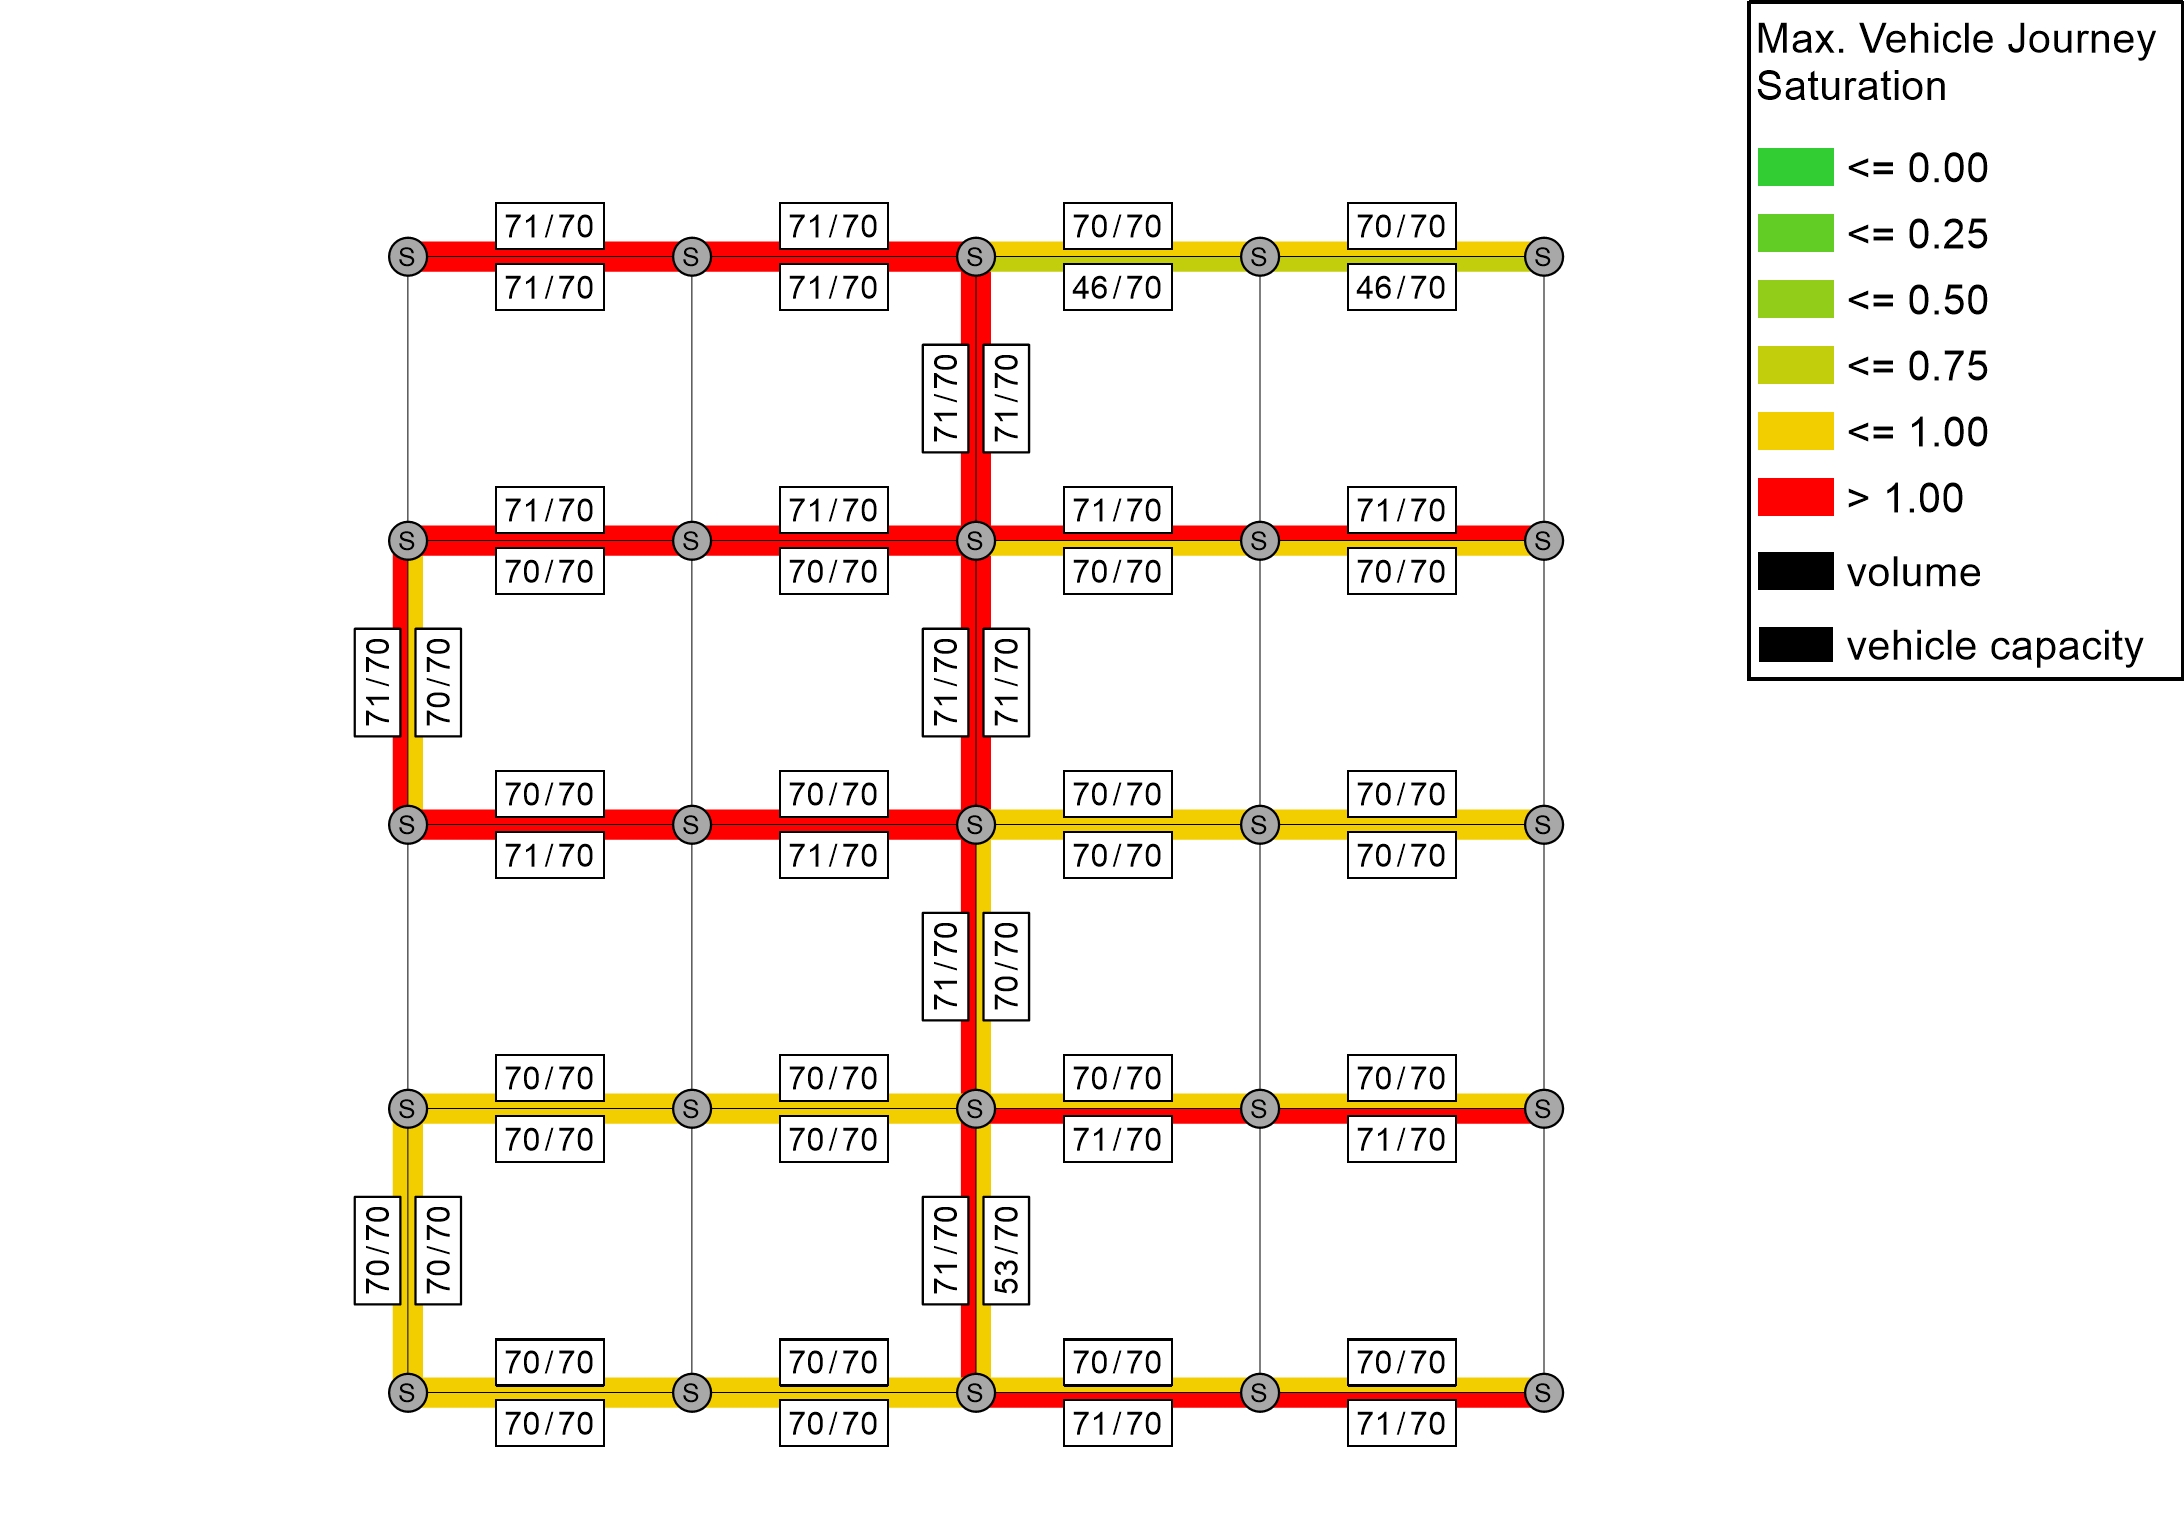 Max. Vehicle Journey
Saturation
<= 0.00
<= 0.25
<= 0.50
<= 0.75
<= 1.00
> 1.00
volume
vehicle capacity
71/70 71/70 70/70 70/70
S S S S S
71/70 71/70 46/70 46/70
71/70 71/70
71/70 71/70 71/70 71/70
S S S S S
70/70 70/70 70/70 70/70
71/70 70/70 71/70 71/70
70/70 70/70 70/70 70/70
S S S S S
71/70 71/70 70/70 70/70
71/70 70/70
70/70 70/70 70/70 70/70
S S S S S
70/70 70/70 71/70 71/70
70/70 70/70 71/70 53/70
70/70 70/70 70/70 70/70
S S S S S
70/70 70/70 71/70 71/70